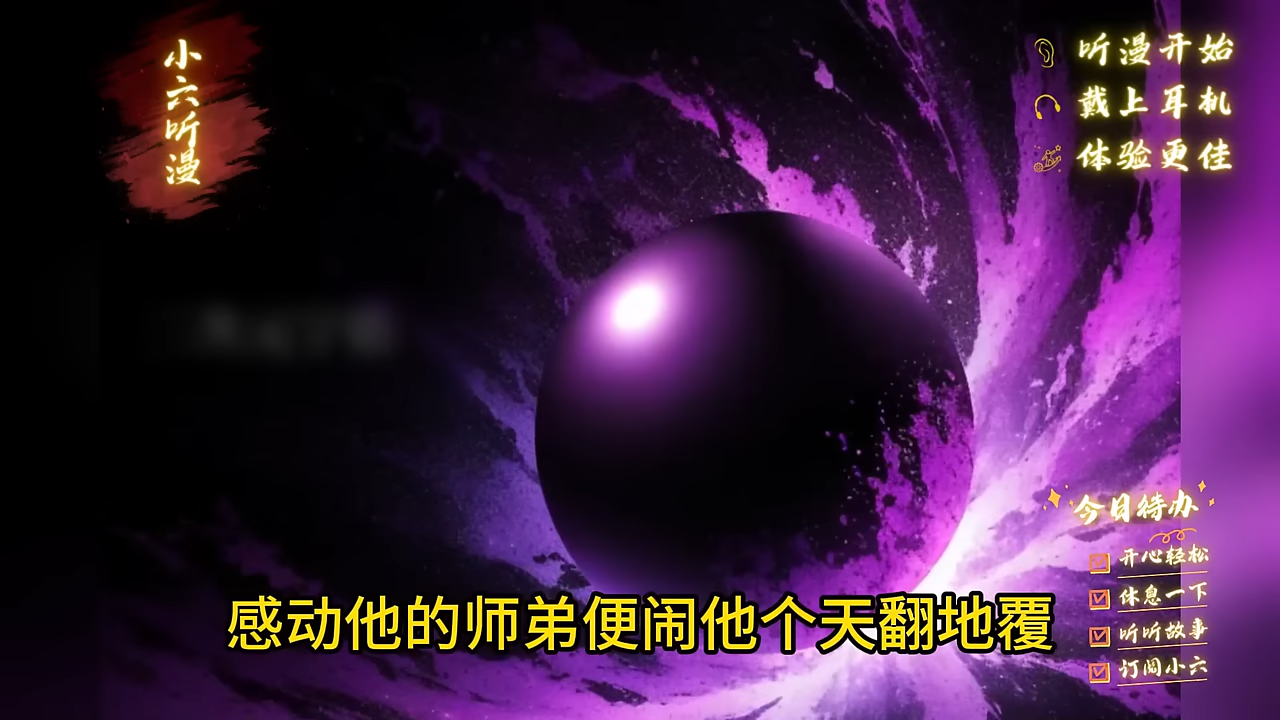 小六听漫
听漫开始
戴上耳机
体验更佳
今日待办
开心轻松
休息一下
听听故事
订阅小六
感动他的师弟便闹他个天翻地覆